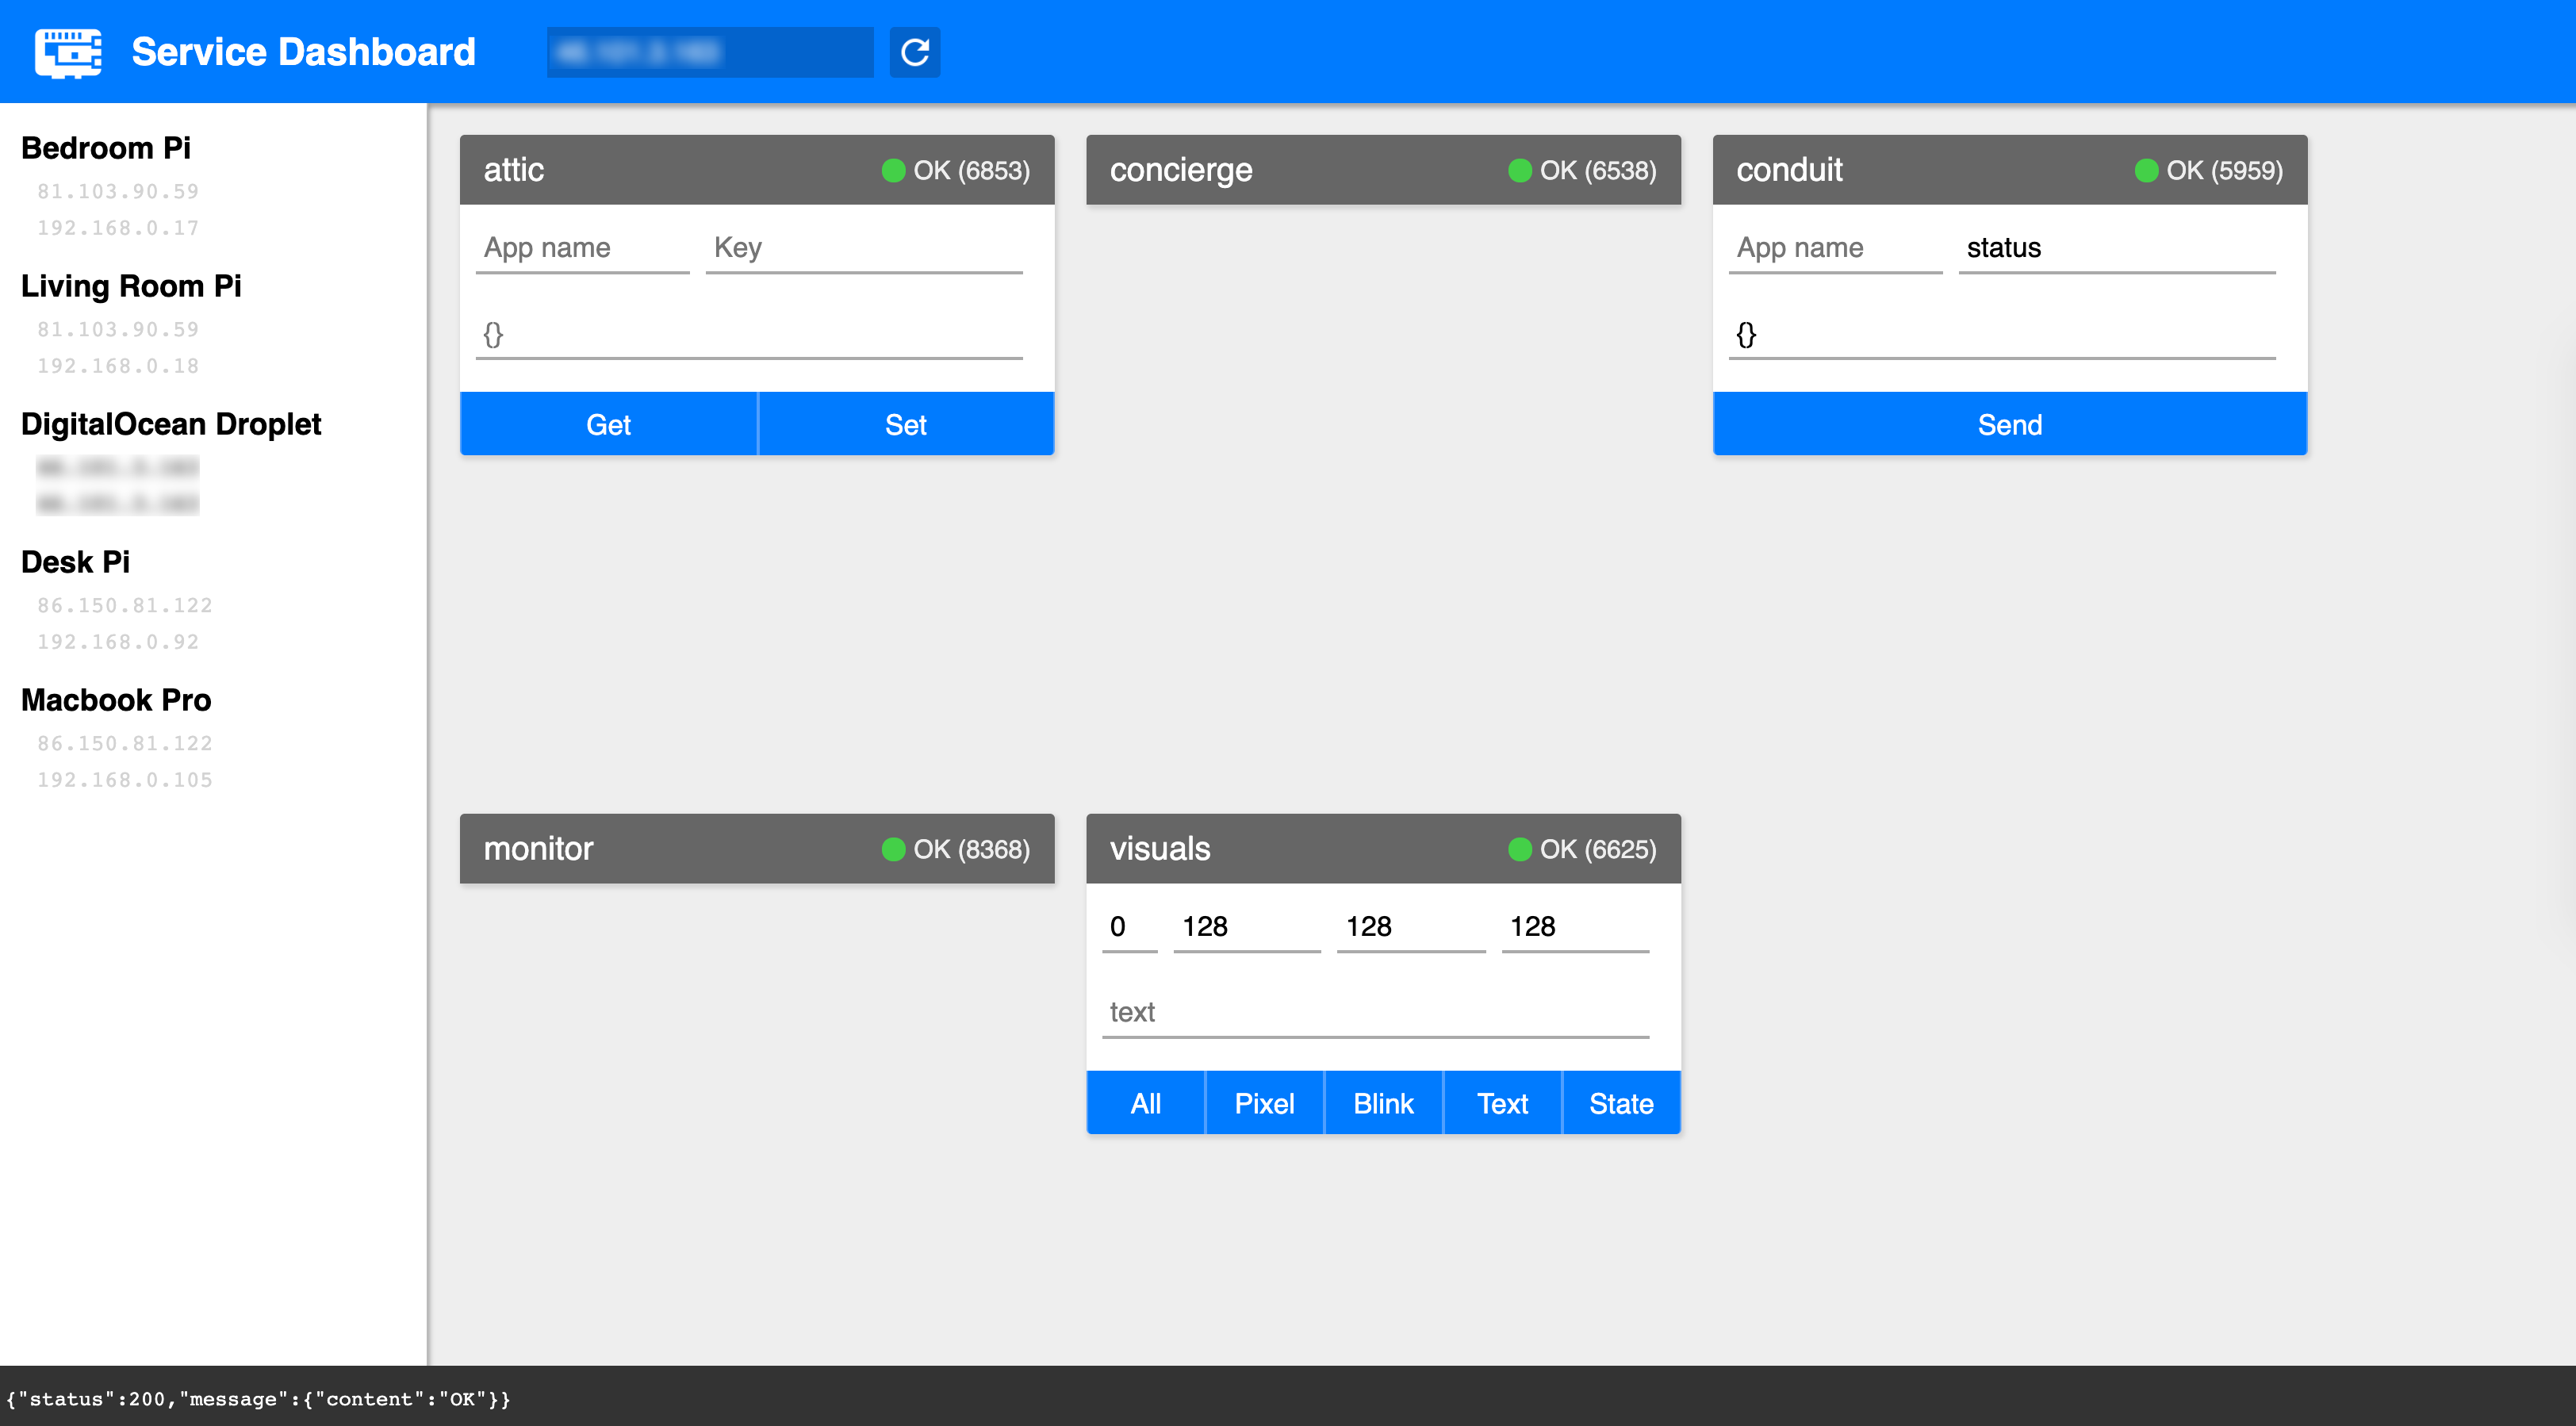 Service Dashboard
Bedroom Pi
81.103.90.59
192.168.0.17
Living Room Pi
81.103.90.59
192.168.0.18
DigitalOcean Droplet
Desk Pi
86.150.81.122
192.168.0.92
Macbook Pro
86.150.81.122
192.168.0.105
attic OK (6853)
App name Key
{}
Get Set
concierge OK (6538)
conduit OK (5959)
App name status
{}
Send
monitor OK (8368)
visuals OK (6625)
0 128 128 128
text
All Pixel Blink Text State
{"status":200,"message":{"content":"OK"}}